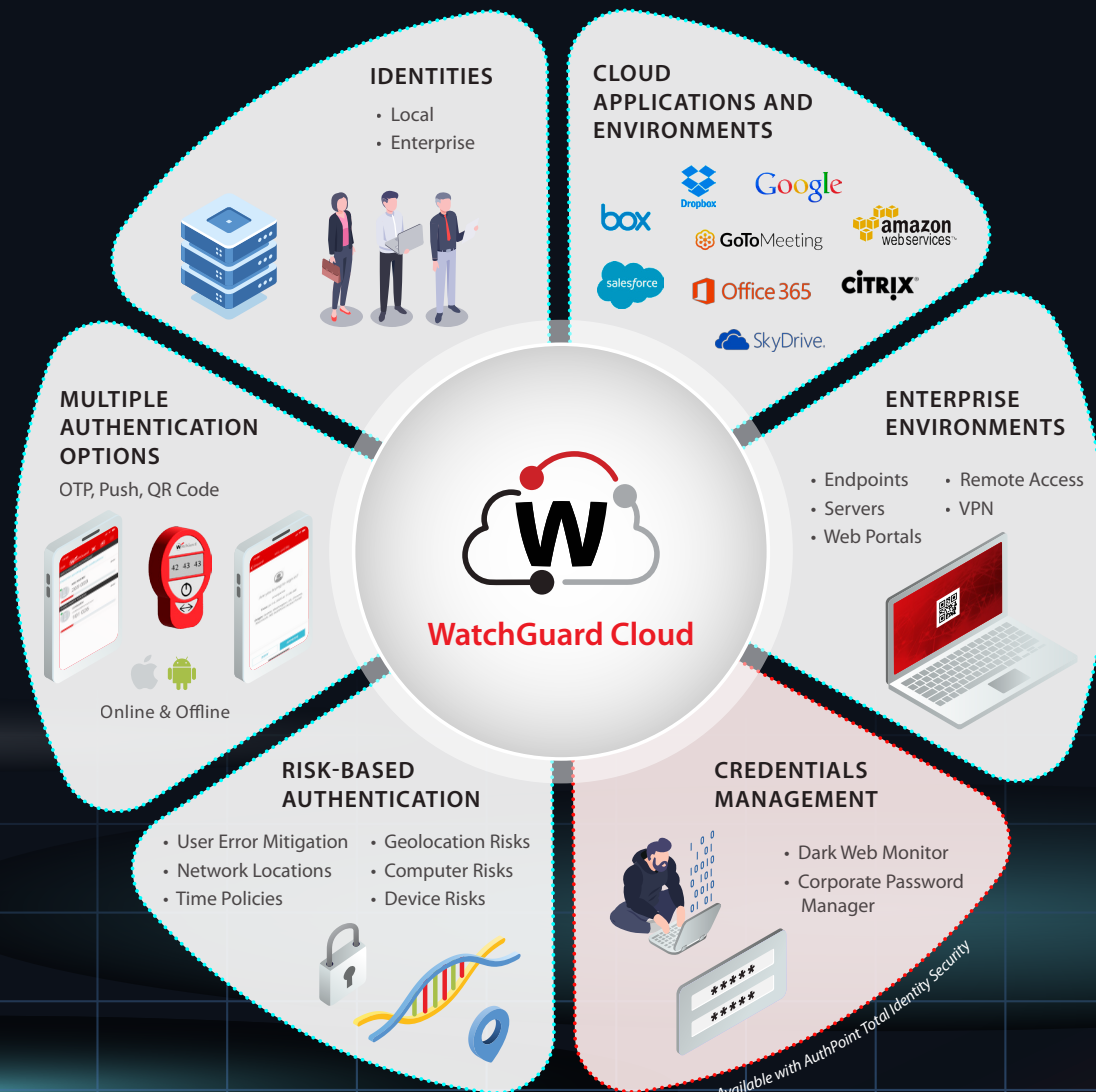 IDENTITIES
• Local
• Enterprise
CLOUD
APPLICATIONS AND
ENVIRONMENTS
Dropbox
Google
box
GoToMeeting
amazon
webservices™
salesforce
Office 365
CITRIX®
SkyDrive.
MULTIPLE
AUTHENTICATION
OPTIONS
OTP, Push, QR Code
42 43 43
Online & Offline
ENTERPRISE
ENVIRONMENTS
• Endpoints
• Servers
• Web Portals
• Remote Access
• VPN
W
WatchGuard Cloud
RISK-BASED
AUTHENTICATION
• User Error Mitigation
• Network Locations
• Time Policies
• Geolocation Risks
• Computer Risks
• Device Risks
CREDENTIALS
MANAGEMENT
• Dark Web Monitor
• Corporate Password
Manager
*****
*****
Available with AuthPoint Total Identity Security